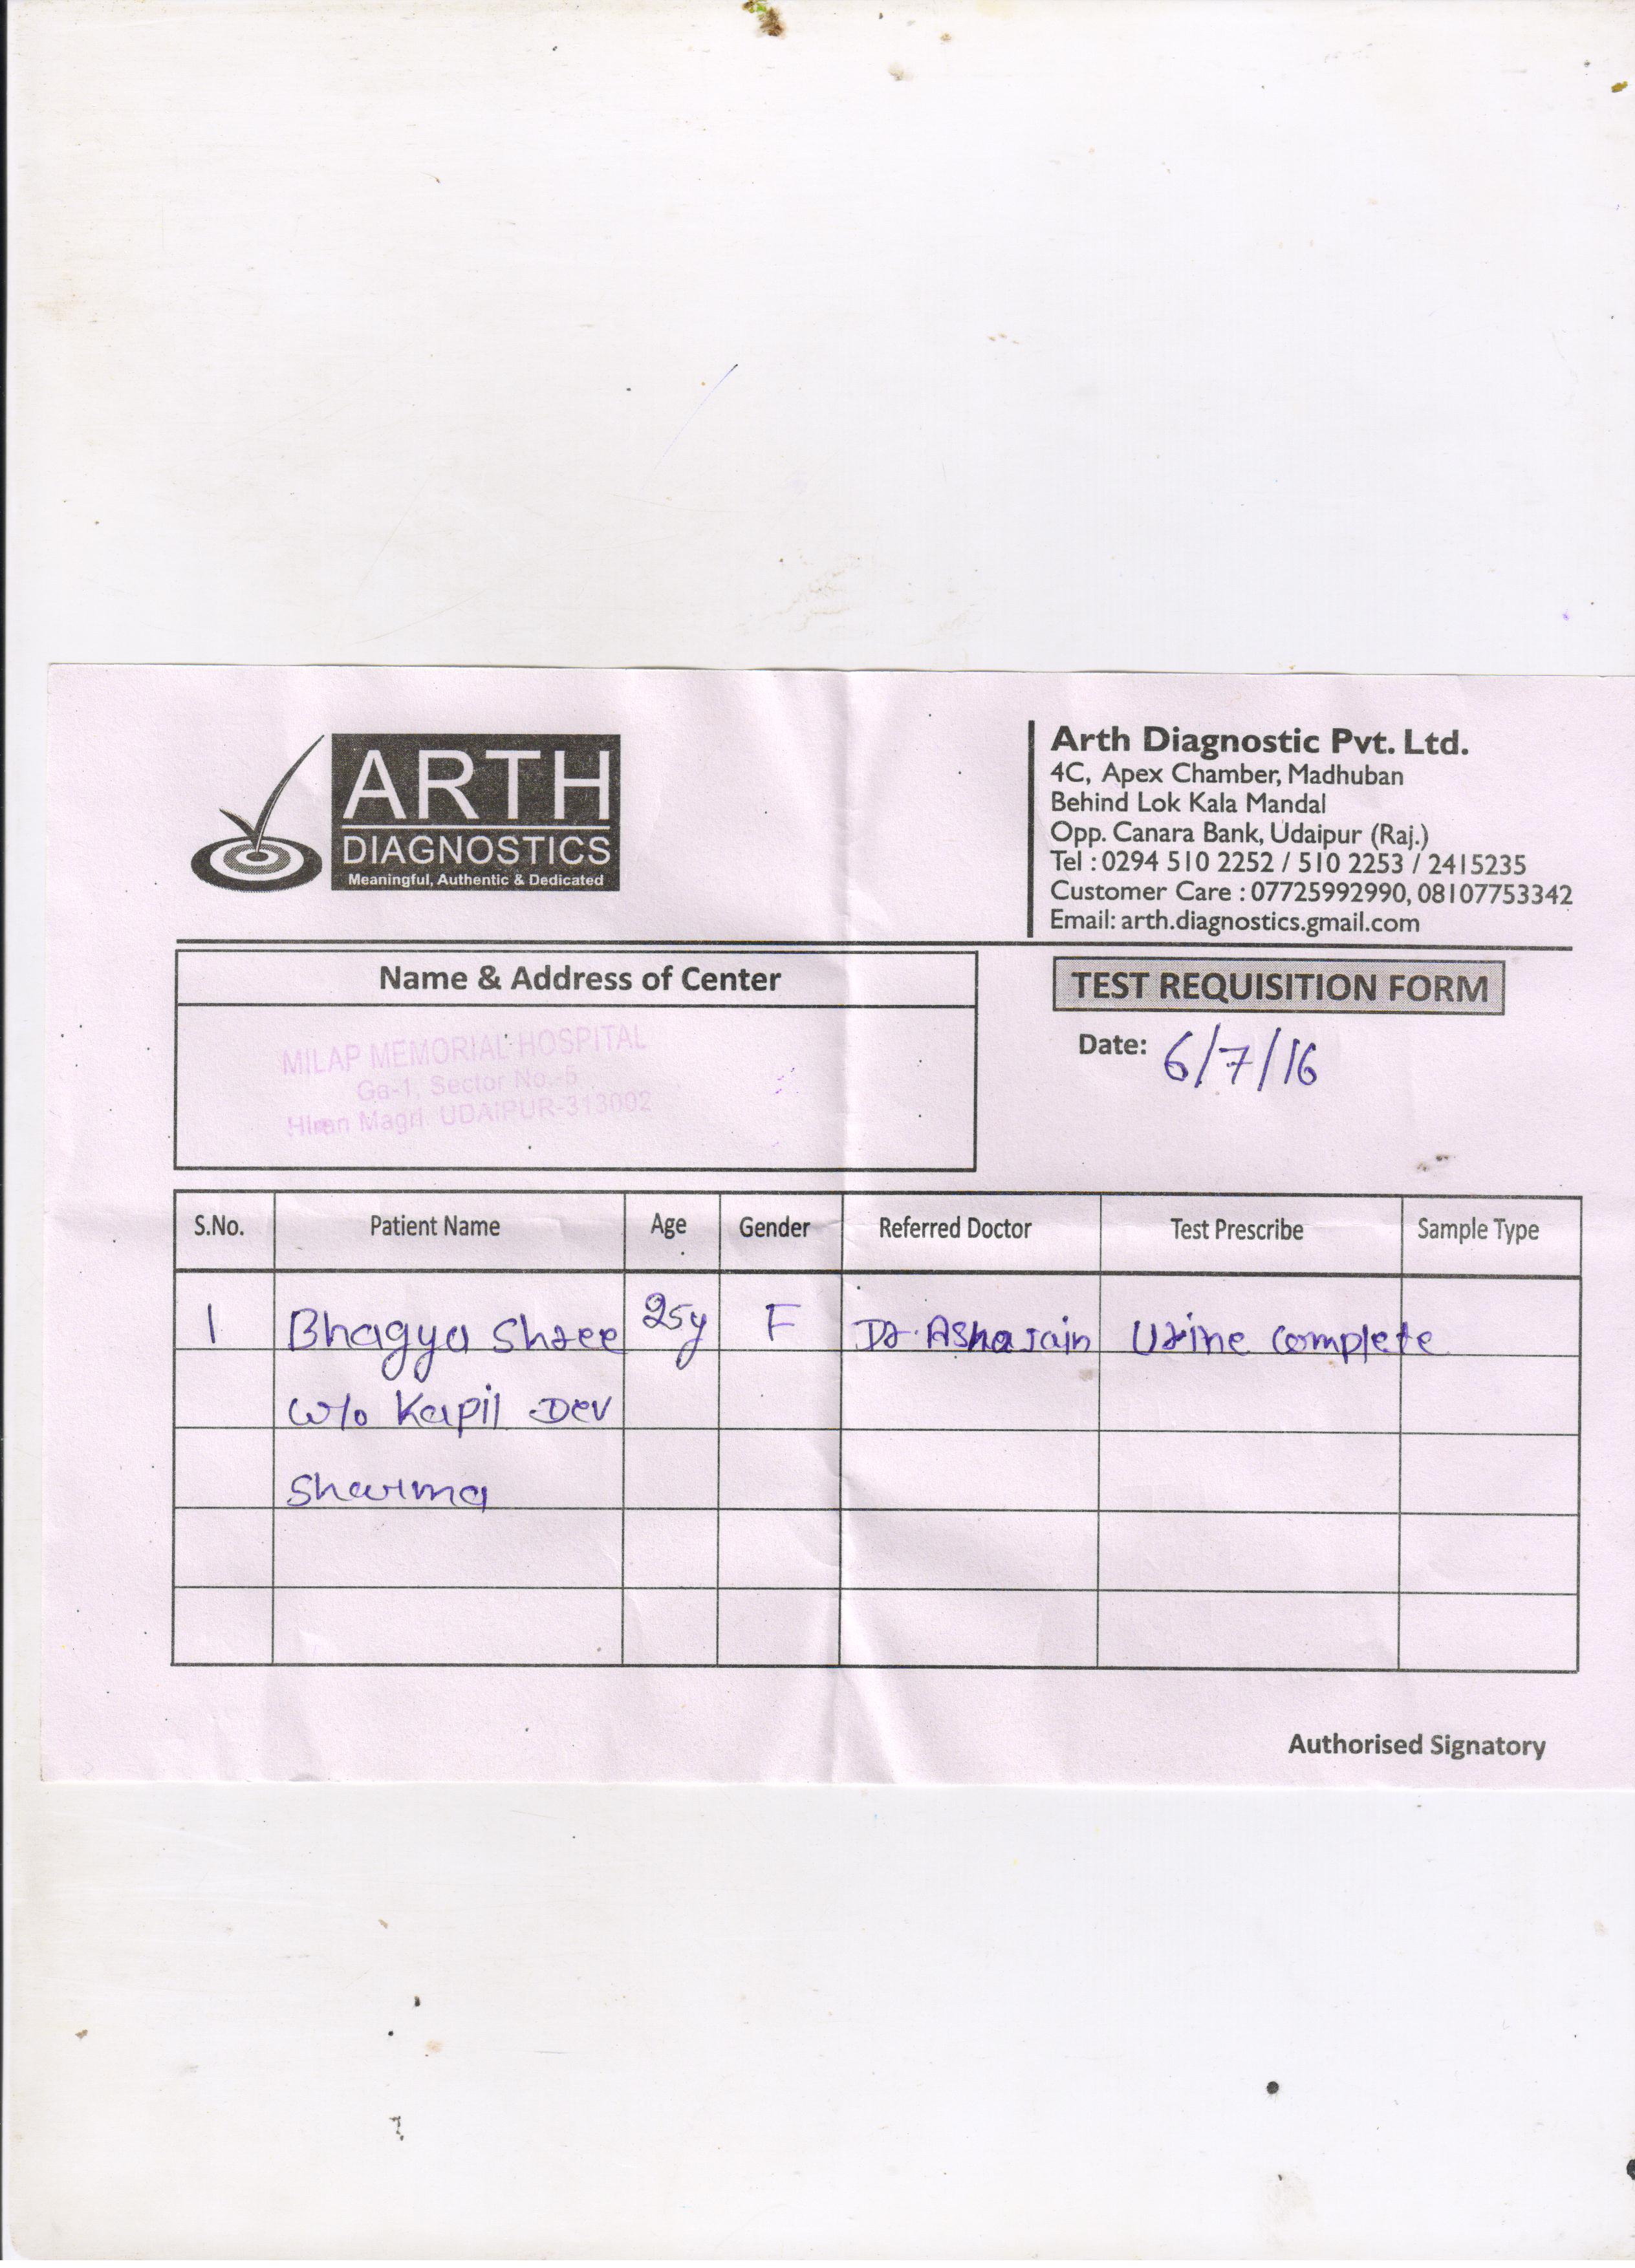 ARTH
DIAGNOSTICS
Meaningful, Authentic & Dedicated
Arth Diagnostic Pvt. Ltd.
4C, Apex Chamber, Madhuban
Behind Lok Kala Mandal
Opp. Canara Bank, Udaipur (Raj.)
Tel : 0294 510 2252 / 510 2253 / 2415235
Customer Care : 07725992990, 08107753342
Email: arth.diagnostics.gmail.com
Name & Address of Center
MILAP MEMORIAL HOSPITAL
Ga-1, Sector No.-5
Hiran Magri. UDAIPUR-313002
TEST REQUISITION FORM
Date: 6/7/16
S.No. Patient Name Age Gender Referred Doctor Test Prescribe Sample Type
1 Bhagya Shree 25y F Dr. Asha Jain Urine Complete
W/o Kapil Dev
Sharma
Authorised Signatory